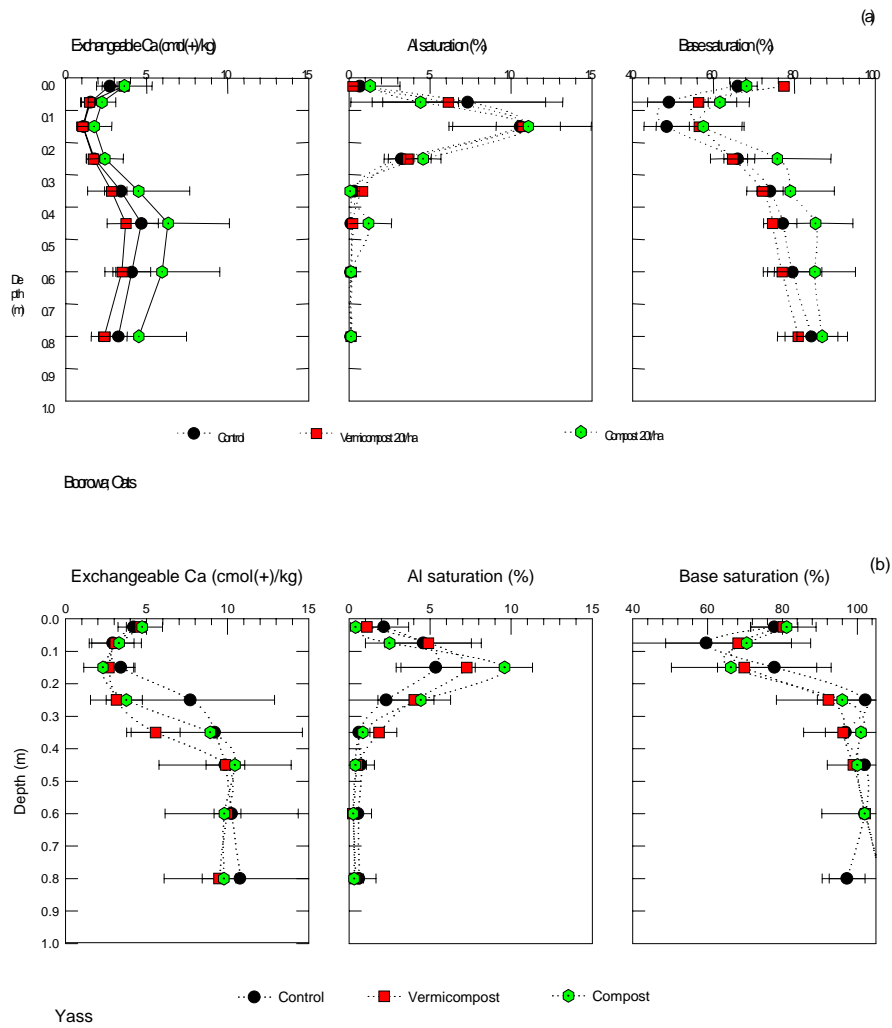 (a)
Exchangeable Ca (cmol(+)/kg) Al saturation (%) Base saturation (%)
0 5 10 15 0 5 10 15 40 60 80 100
0.0
0.1
0.2
0.3
0.4
0.5
0.6
0.7
0.8
0.9
1.0
De
pth
(m)
Control Vermicompost 20t/ha Compost 20t/ha
Boorowa, Oats
(b)
Exchangeable Ca (cmol(+)/kg) Al saturation (%) Base saturation (%)
0 5 10 15 0 5 10 15 40 60 80 100
0.0
0.1
0.2
0.3
0.4
0.5
0.6
0.7
0.8
0.9
1.0
Depth (m)
Control Vermicompost Compost
Yass